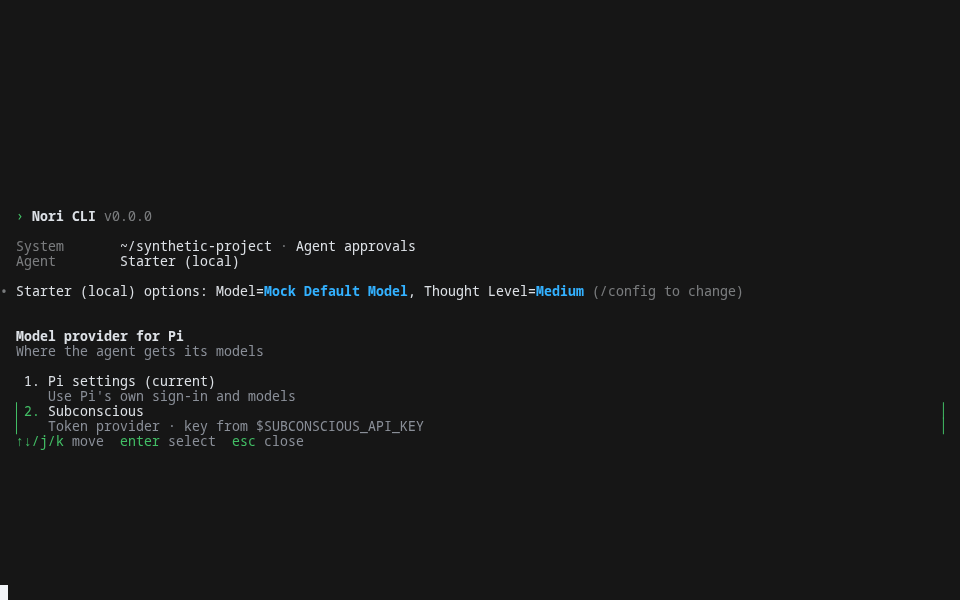 › Nori CLI v0.0.0
System ~/synthetic-project · Agent approvals
Agent Starter (local)
• Starter (local) options: Model=Mock Default Model, Thought Level=Medium (/config to change)
Model provider for Pi
Where the agent gets its models
1. Pi settings (current)
Use Pi's own sign-in and models
2. Subconscious
Token provider · key from $SUBCONSCIOUS_API_KEY
↑↓/j/k move enter select esc close